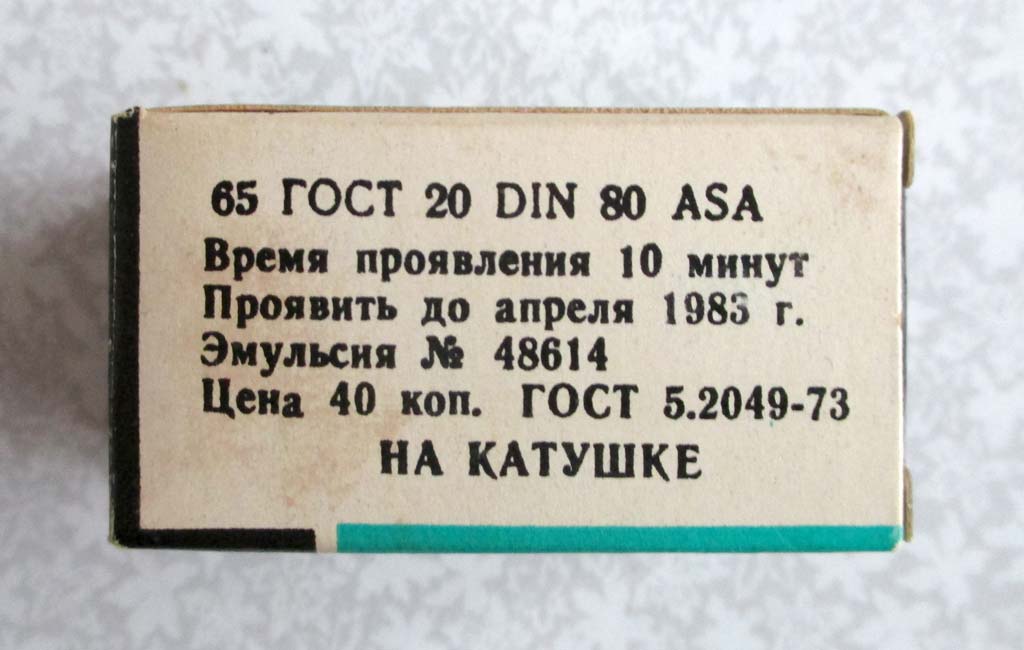 65 ГОСТ 20 DIN 80 ASA
Время проявления 10 минут
Проявить до апреля 1983 г.
Эмульсия № 48614
Цена 40 коп. ГОСТ 5.2049-73
НА КАТУШКЕ